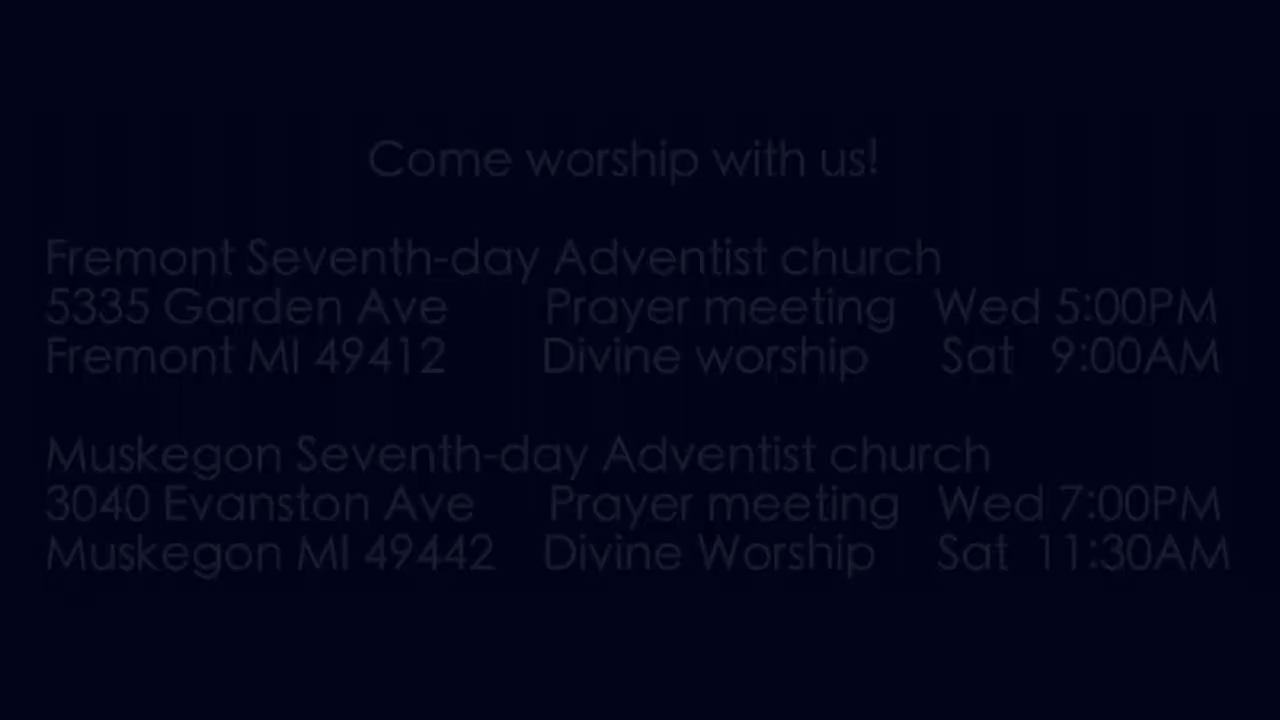 Come worship with us!
Fremont Seventh-day Adventist church
5335 Garden Ave Prayer meeting Wed 5:00PM
Fremont MI 49412 Divine worship Sat 9:00AM
Muskegon Seventh-day Adventist church
3040 Evanston Ave Prayer meeting Wed 7:00PM
Muskegon MI 49442 Divine Worship Sat 11:30AM